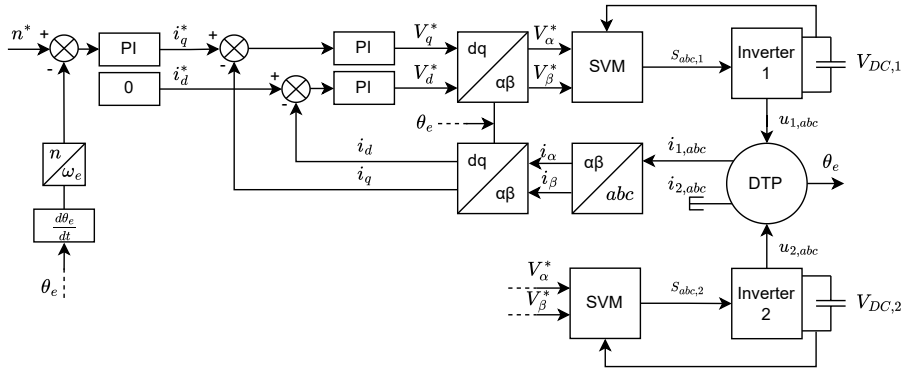 n* + PI i_q* + PI V_q* dq αβ V_α* SVM S_abc,1 Inverter 1 V_DC,1
- 0 i_d* - + PI V_d* V_β*
-
θ_e u_1,abc
n ω_e i_d dq αβ i_α αβ abc i_1,abc DTP θ_e
i_q i_β i_2,abc
dθ_e/dt
θ_e u_2,abc
V_α* SVM S_abc,2 Inverter 2 V_DC,2
V_β*